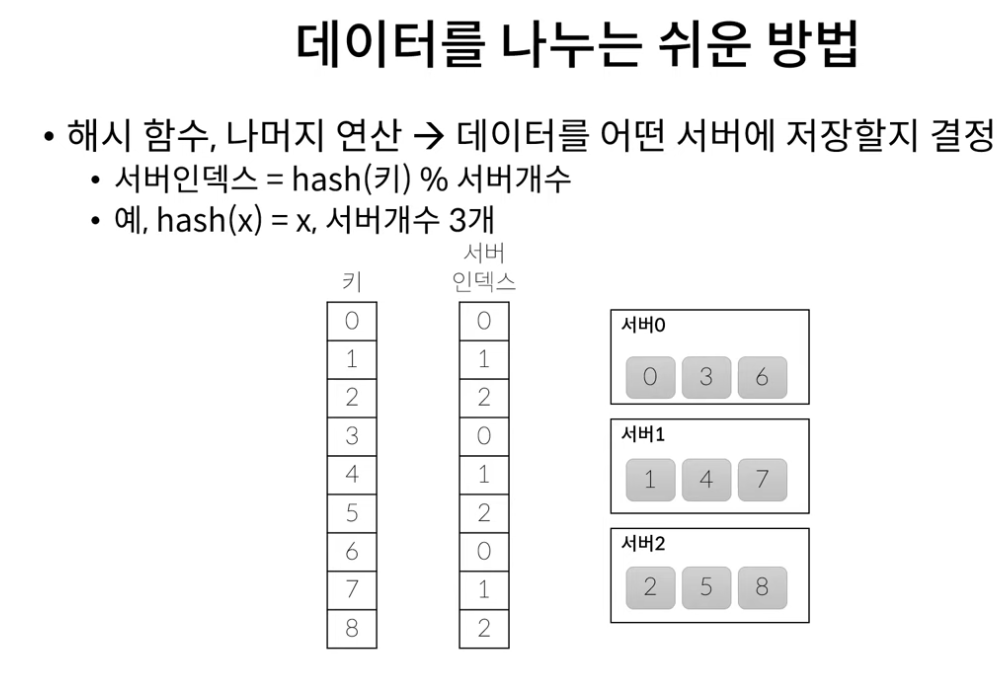 데이터를 나누는 쉬운 방법
• 해시 함수, 나머지 연산 → 데이터를 어떤 서버에 저장할지 결정
• 서버인덱스 = hash(키) % 서버개수
• 예, hash(x) = x, 서버개수 3개
키
0
1
2
3
4
5
6
7
8
서버
인덱스
0
1
2
0
1
2
0
1
2
서버0
0 3 6
서버1
1 4 7
서버2
2 5 8